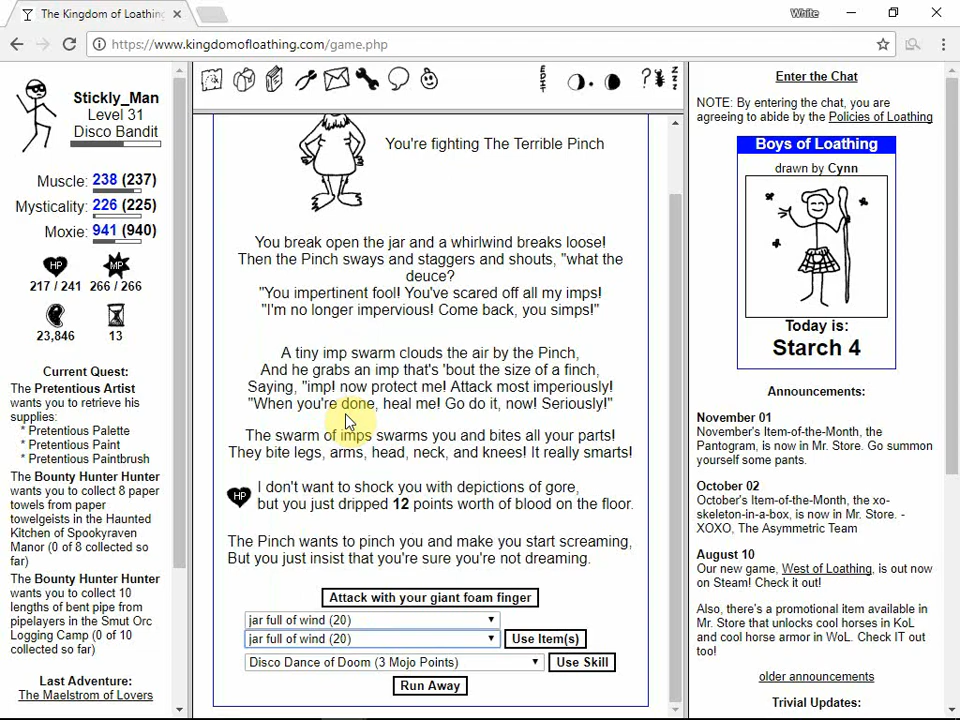 The Kingdom of Loathin
White
https://www.kingdomofloathing.com/game.php
Stickly_Man
Level 31
Disco Bandit
Muscle: 238 (237)
Mysticality: 226 (225)
Moxie: 941 (940)
HP
MP
217 / 241
266 / 266
23,846
13
Current Quest:
The Pretentious Artist
wants you to retrieve his
supplies:
* Pretentious Palette
* Pretentious Paint
* Pretentious Paintbrush
The Bounty Hunter Hunter
wants you to collect 8 paper
towels from paper
towelgeists in the Haunted
Kitchen of Spookyraven
Manor (0 of 8 collected so
far)
The Bounty Hunter Hunter
wants you to collect 10
lengths of bent pipe from
pipelayers in the Smut Orc
Logging Camp (0 of 10
collected so far)
Last Adventure:
The Maelstrom of Lovers
EDIT
?
ZZZ
You're fighting The Terrible Pinch
You break open the jar and a whirlwind breaks loose!
Then the Pinch sways and staggers and shouts, "what the
deuce?
"You impertinent fool! You've scared off all my imps!
"I'm no longer impervious! Come back, you simps!"
A tiny imp swarm clouds the air by the Pinch,
And he grabs an imp that's 'bout the size of a finch,
Saying, "imp! now protect me! Attack most imperiously!
"When you're done, heal me! Go do it, now! Seriously!"
The swarm of imps swarms you and bites all your parts!
They bite legs, arms, head, neck, and knees! It really smarts!
HP
I don't want to shock you with depictions of gore,
but you just dripped 12 points worth of blood on the floor.
The Pinch wants to pinch you and make you start screaming,
But you just insist that you're sure you're not dreaming.
Attack with your giant foam finger
jar full of wind (20)
jar full of wind (20)
Use Item(s)
Disco Dance of Doom (3 Mojo Points)
Use Skill
Run Away
Enter the Chat
NOTE: By entering the chat, you are
agreeing to abide by the Policies of Loathing
Boys of Loathing
drawn by Cynn
Today is:
Starch 4
Announcements:
November 01
November's Item-of-the-Month, the
Pantogram, is now in Mr. Store. Go summon
yourself some pants.
October 02
October's Item-of-the-Month, the xo-
skeleton-in-a-box, is now in Mr. Store. -
XOXO, The Asymmetric Team
August 10
Our new game, West of Loathing, is out now
on Steam! Check it out!
Also, there's a promotional item available in
Mr. Store that unlocks cool horses in KoL
and cool horse armor in WoL. Check IT out
too!
older announcements
Trivial Updates: